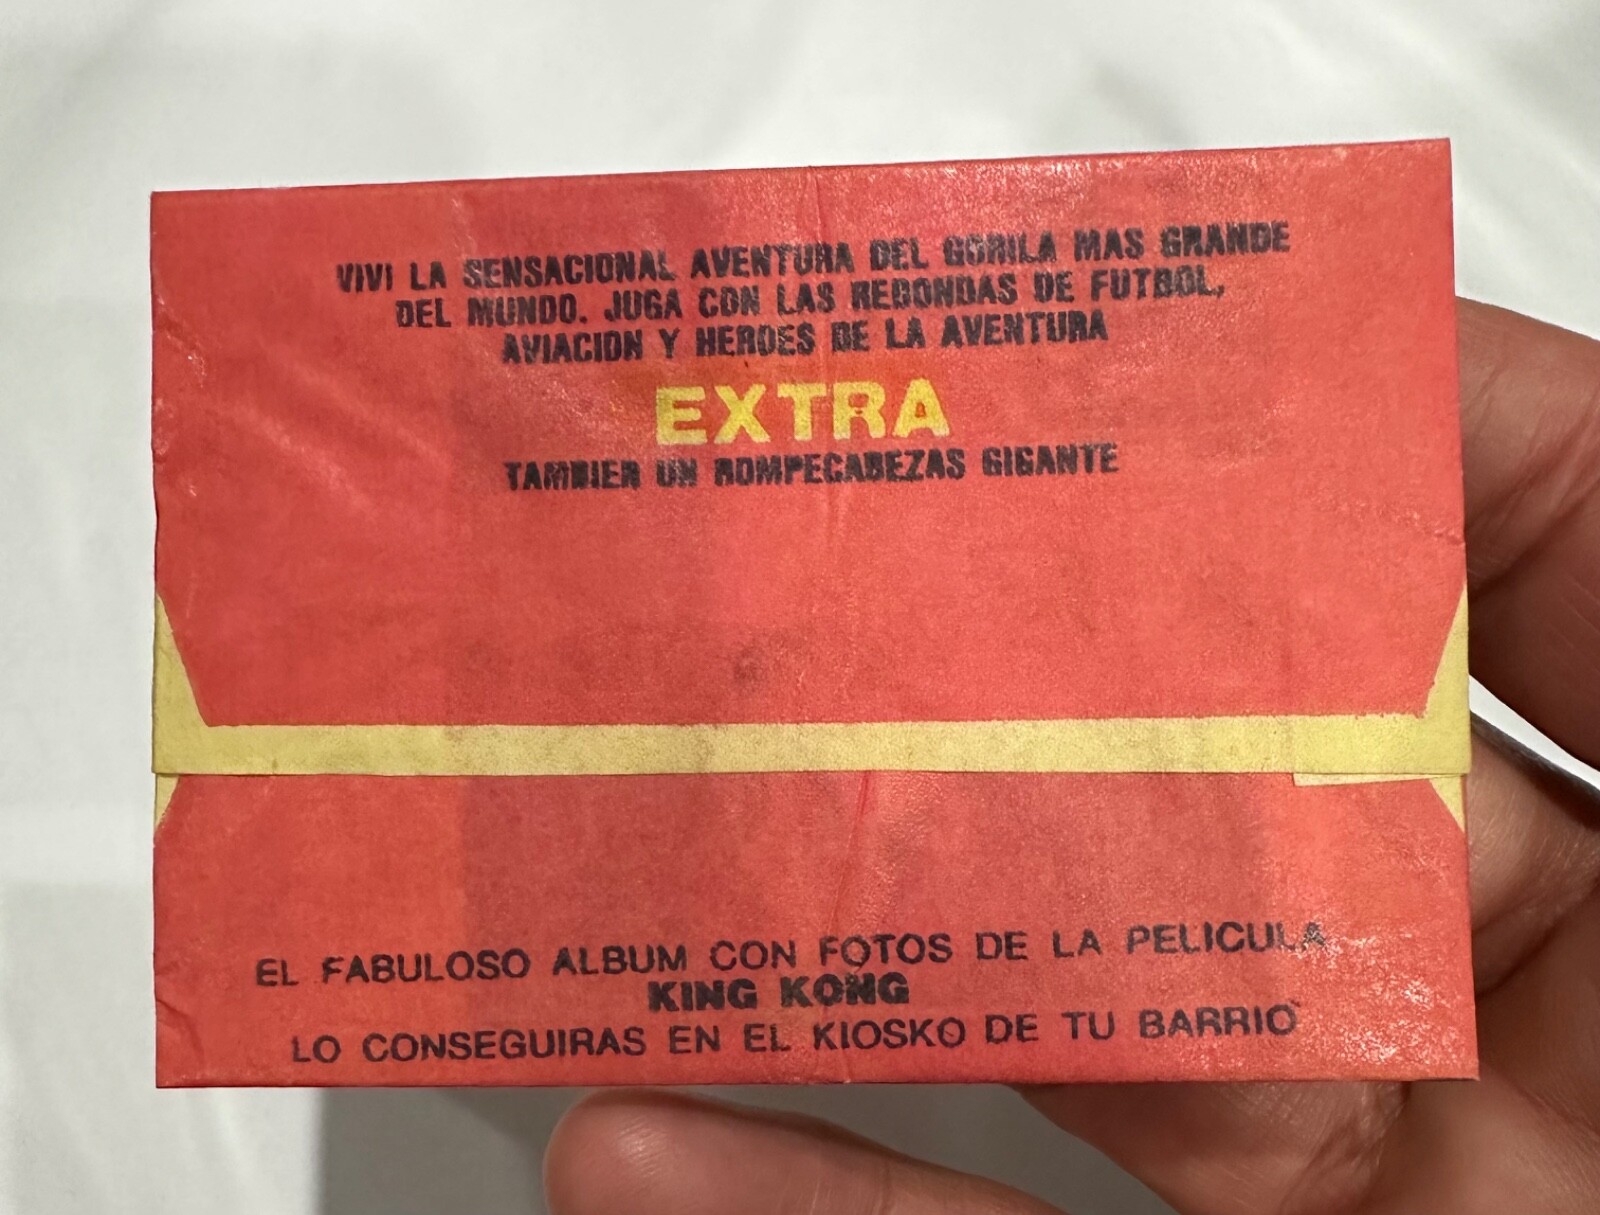 VIVI LA SENSACIONAL AVENTURA DEL GORILA MAS GRANDE
DEL MUNDO. JUGA CON LAS REDONDAS DE FUTBOL,
AVIACION Y HEROES DE LA AVENTURA
EXTRA
TAMBIEN UN ROMPECABEZAS GIGANTE
EL FABULOSO ALBUM CON FOTOS DE LA PELICULA
KING KONG
LO CONSEGUIRAS EN EL KIOSKO DE TU BARRIO